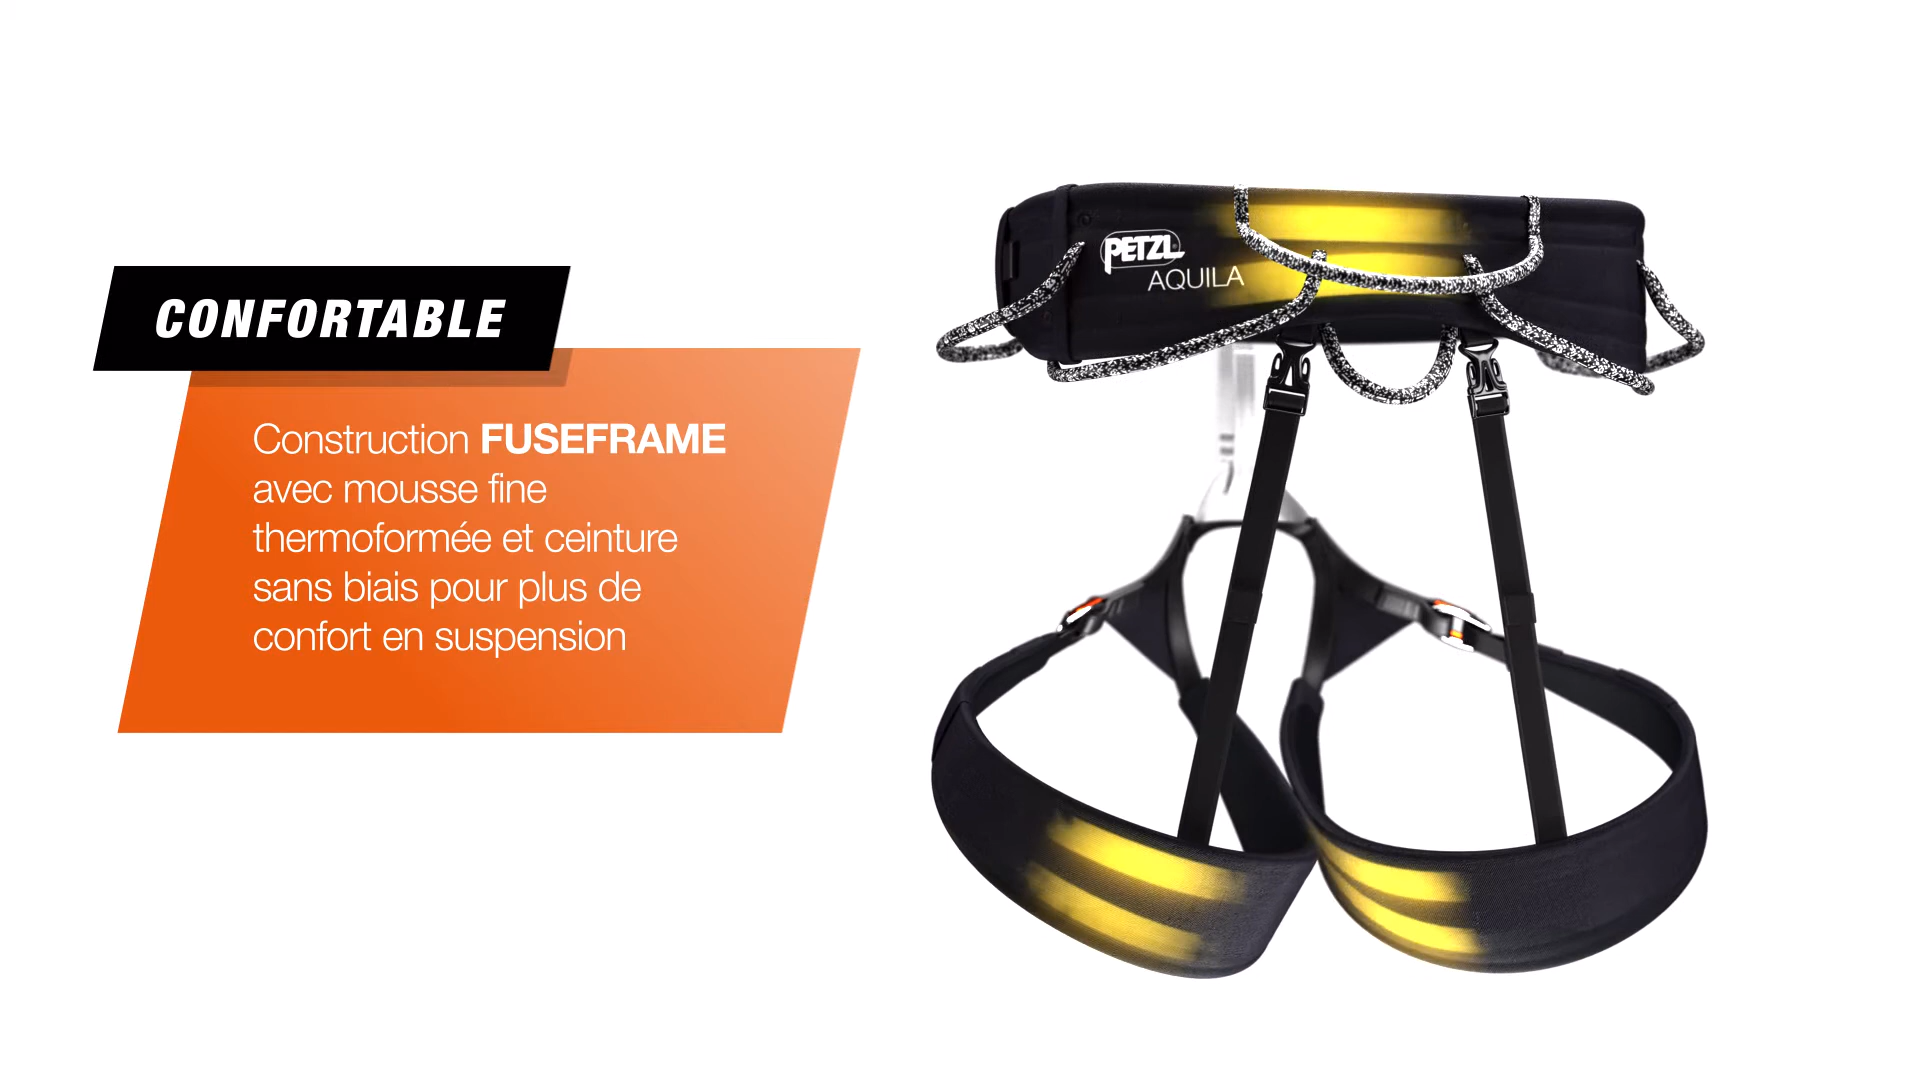 CONFORTABLE
Construction FUSEFRAME
avec mousse fine
thermoformée et ceinture
sans biais pour plus de
confort en suspension
PETZL
AQUILA